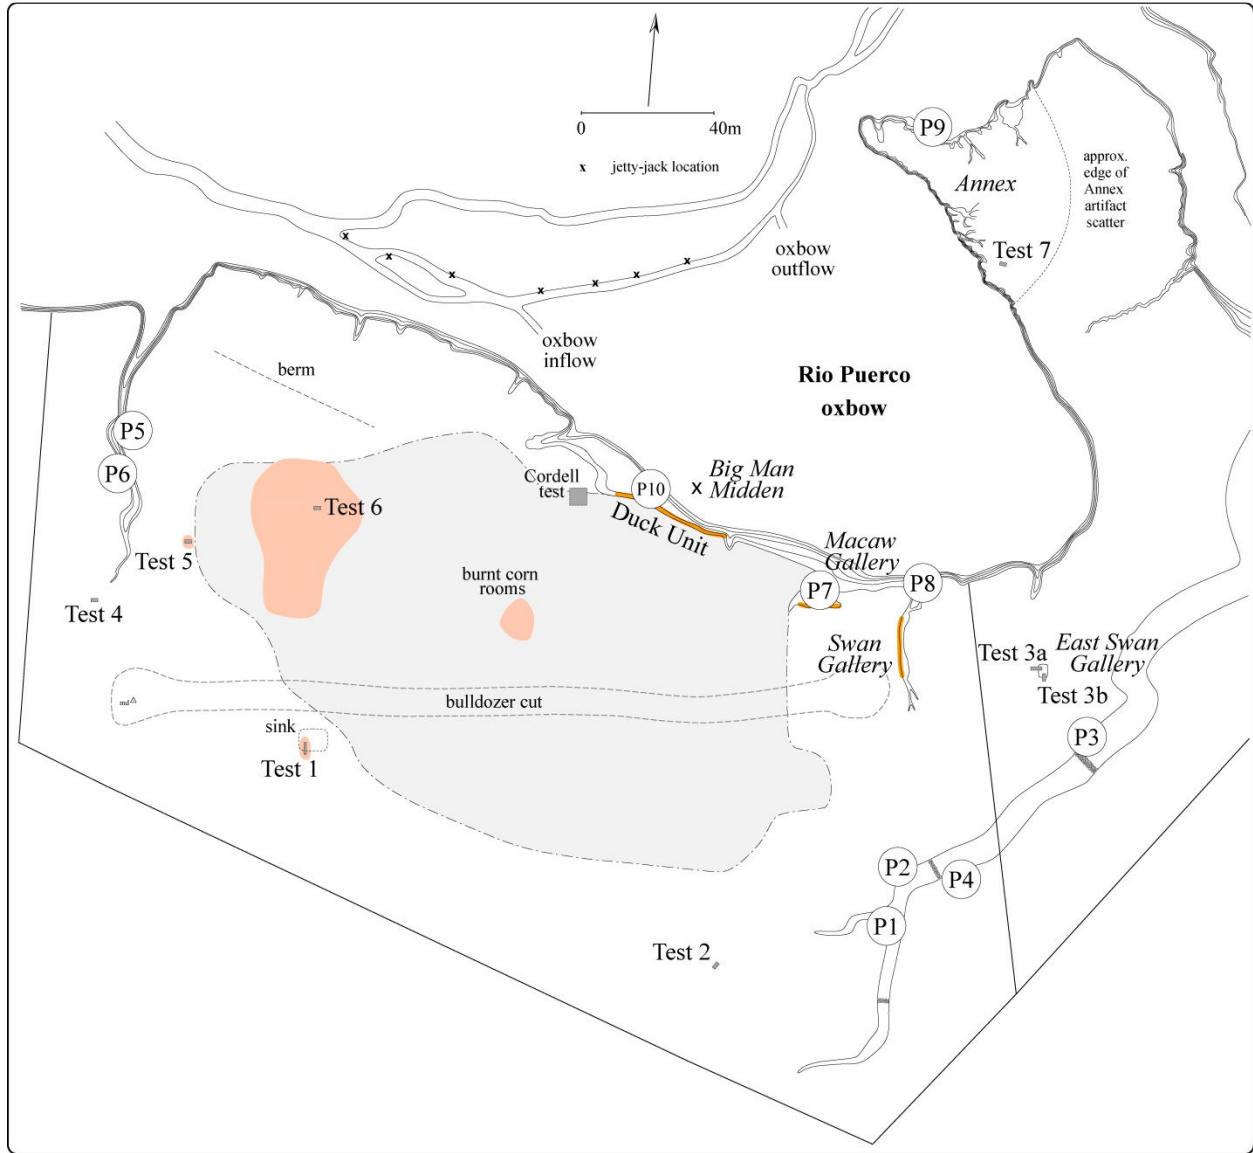 0
40m
x jetty-jack location
P9
Annex
approx.
edge of
Annex
artifact
scatter
Test 7
oxbow
outflow
oxbow
inflow
berm
Rio Puerco
oxbow
P5
P6
Cordell
test
P10
x
Big Man
Midden
Duck Unit
Test 6
Test 5
Test 4
burnt corn
rooms
Macaw
Gallery
P7
P8
Swan
Gallery
Test 3a
East Swan
Gallery
Test 3b
md
bulldozer cut
sink
Test 1
P3
P2
P4
P1
Test 2